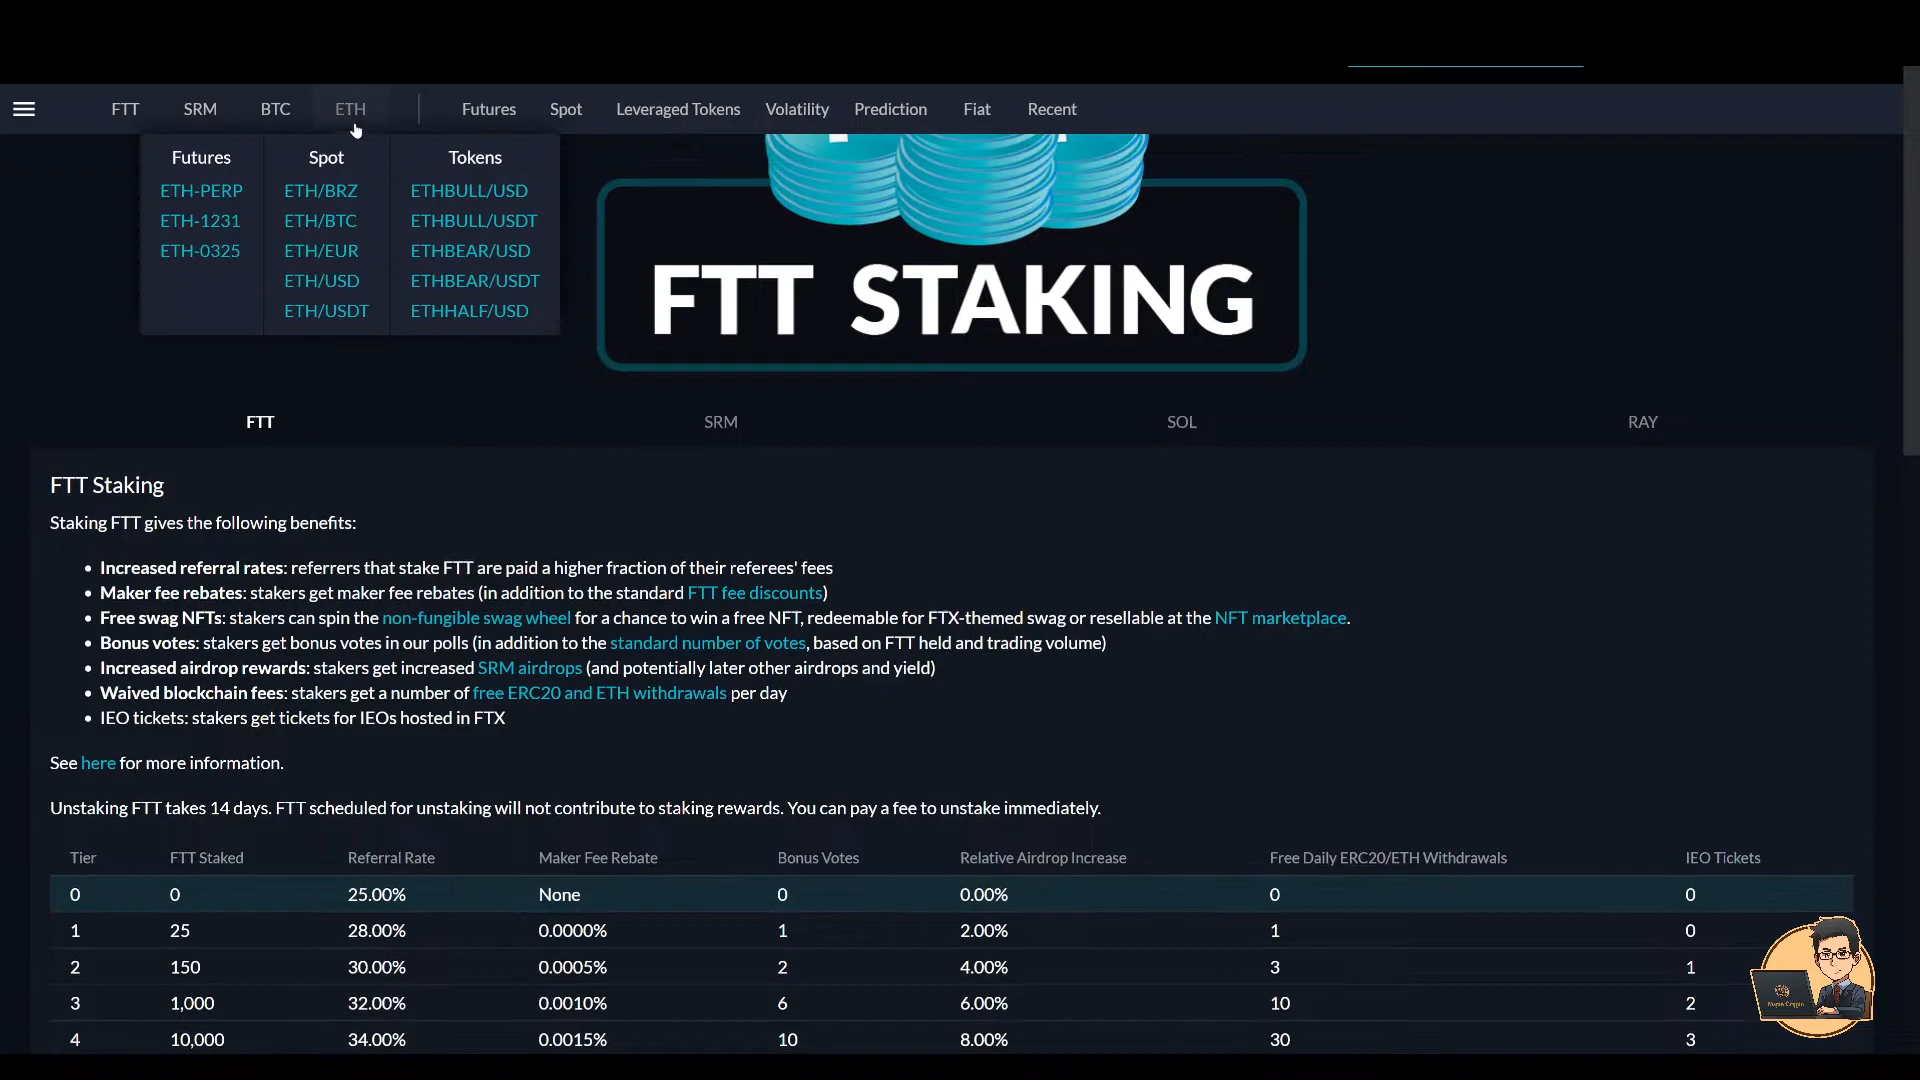 FTT SRM BTC ETH Futures Spot Leveraged Tokens Volatility Prediction Fiat Recent
Futures Spot Tokens
ETH-PERP ETH/BRZ ETHBULL/USD
ETH-1231 ETH/BTC ETHBULL/USDT
ETH-0325 ETH/EUR ETHBEAR/USD
ETH/USD ETHBEAR/USDT
ETH/USDT ETHHALF/USD
FTT STAKING
FTT SRM SOL RAY
FTT Staking
Staking FTT gives the following benefits:
• Increased referral rates: referrers that stake FTT are paid a higher fraction of their referees' fees
• Maker fee rebates: stakers get maker fee rebates (in addition to the standard FTT fee discounts)
• Free swag NFTs: stakers can spin the non-fungible swag wheel for a chance to win a free NFT, redeemable for FTX-themed swag or resellable at the NFT marketplace.
• Bonus votes: stakers get bonus votes in our polls (in addition to the standard number of votes, based on FTT held and trading volume)
• Increased airdrop rewards: stakers get increased SRM airdrops (and potentially later other airdrops and yield)
• Waived blockchain fees: stakers get a number of free ERC20 and ETH withdrawals per day
• IEO tickets: stakers get tickets for IEOs hosted in FTX
See here for more information.
Unstaking FTT takes 14 days. FTT scheduled for unstaking will not contribute to staking rewards. You can pay a fee to unstake immediately.
Tier FTT Staked Referral Rate Maker Fee Rebate Bonus Votes Relative Airdrop Increase Free Daily ERC20/ETH Withdrawals IEO Tickets
0 0 25.00% None 0 0.00% 0 0
1 25 28.00% 0.0000% 1 2.00% 1 0
2 150 30.00% 0.0005% 2 4.00% 3 1
3 1,000 32.00% 0.0010% 6 6.00% 10 2
4 10,000 34.00% 0.0015% 10 8.00% 30 3